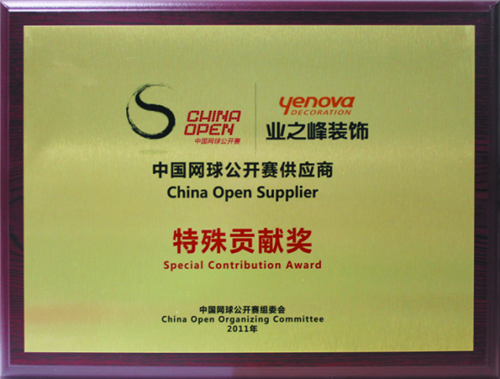 CHINA
OPEN
中国网球公开赛
yenova
DECORATION
业之峰装饰
中国网球公开赛供应商
China Open Supplier
特殊贡献奖
Special Contribution Award
中国网球公开赛组委会
China Open Organizing Committee
2011年